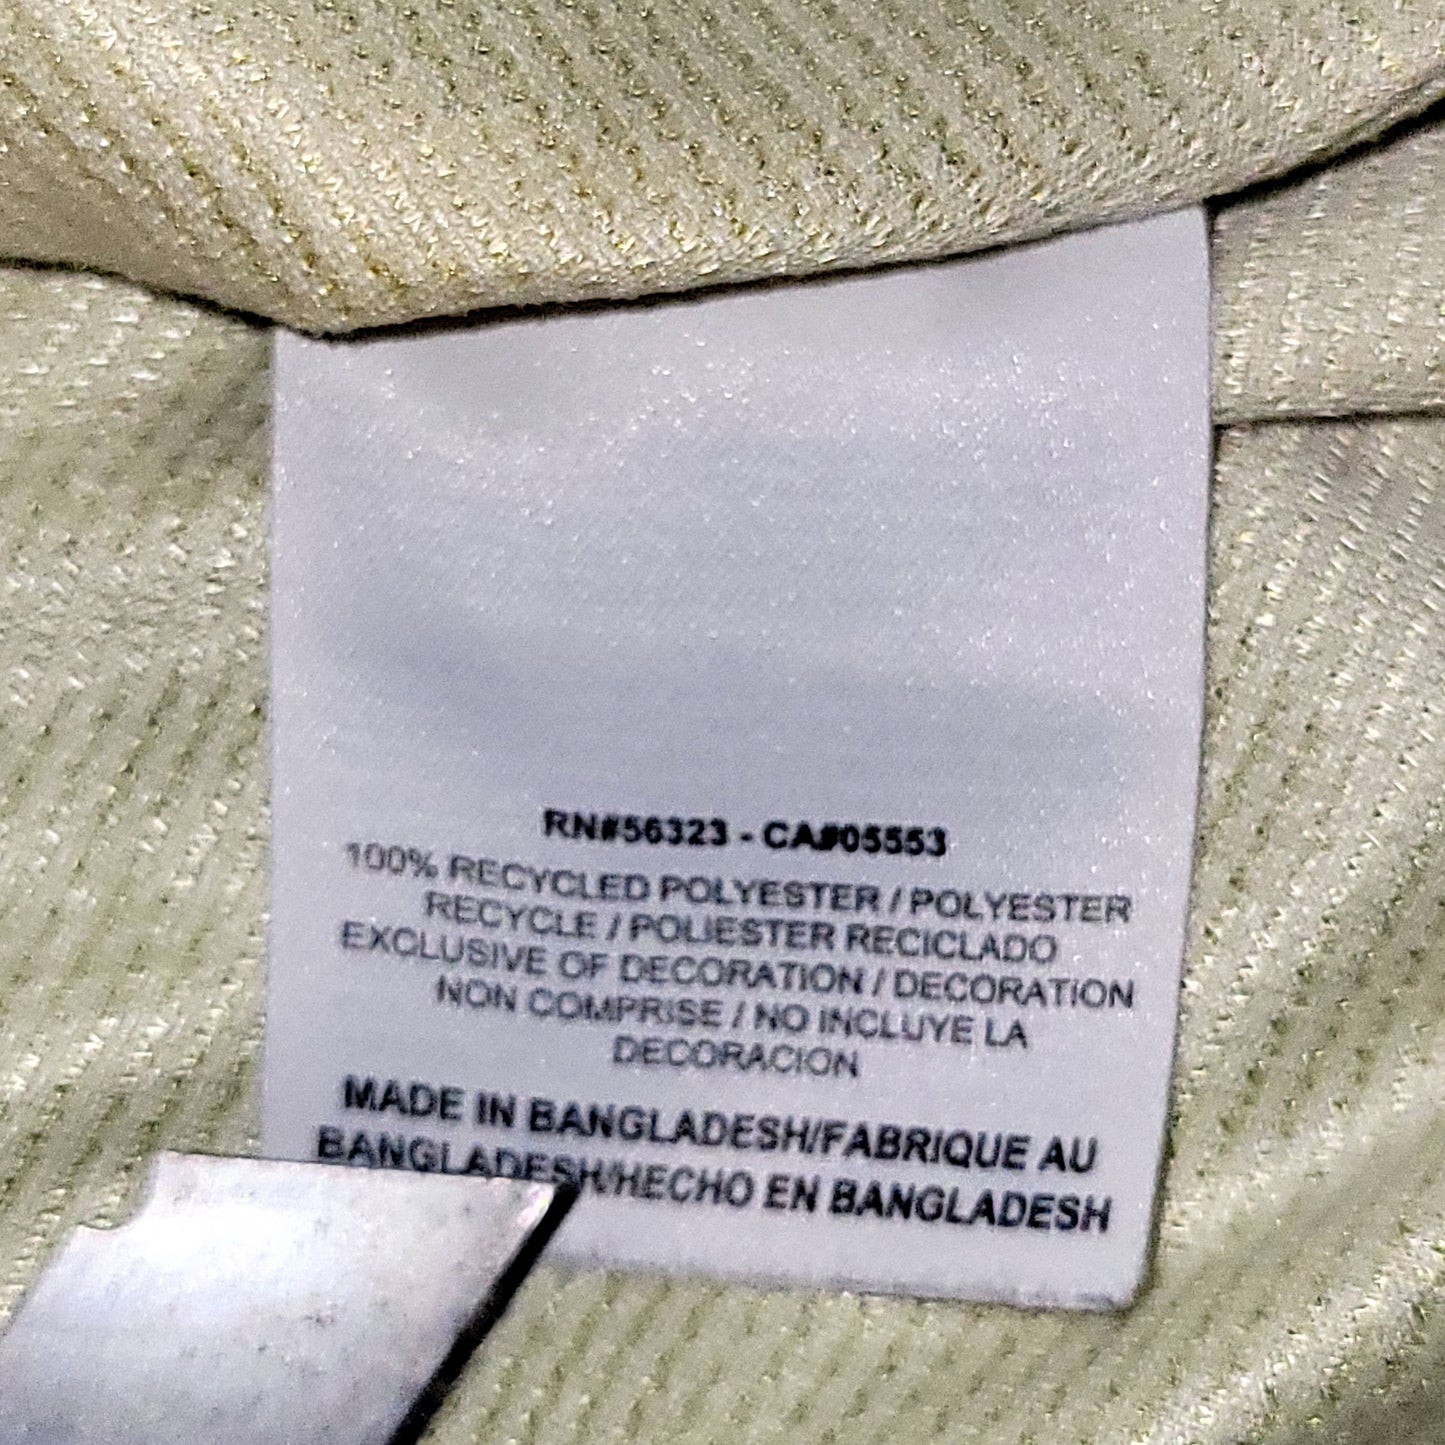 RN#56323 - CA#05553
100% RECYCLED POLYESTER / POLYESTER
RECYCLE / POLIESTER RECICLADO
EXCLUSIVE OF DECORATION / DECORATION
NON COMPRISE / NO INCLUYE LA
DECORACION
MADE IN BANGLADESH/FABRIQUE AU
BANGLADESH/HECHO EN BANGLADESH